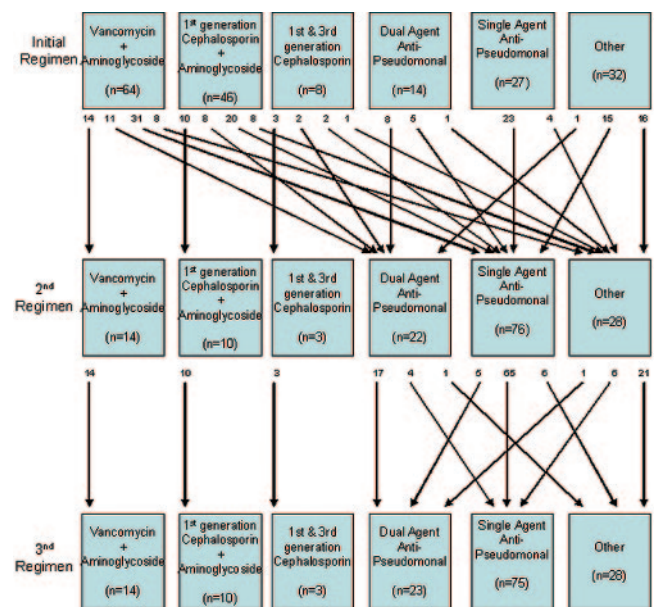 Initial
Regimen
Vancomycin
+
Aminoglycoside
(n=64)
1st generation
Cephalosporin
+
Aminoglycoside
(n=46)
1st & 3rd
generation
Cephalosporin
(n=8)
Dual Agent
Anti-
Pseudomonal
(n=14)
Single Agent
Anti-
Pseudomonal
(n=27)
Other
(n=32)
14 11 31 8 10 8 20 8 3 2 2 1 8 5 1 23 4 1 15 16
2nd
Regimen
Vancomycin
+
Aminoglycoside
(n=14)
1st generation
Cephalosporin
+
Aminoglycoside
(n=10)
1st & 3rd
generation
Cephalosporin
(n=3)
Dual Agent
Anti-
Pseudomonal
(n=22)
Single Agent
Anti-
Pseudomonal
(n=76)
Other
(n=28)
14 10 3 17 4 1 5 65 6 1 6 21
3nd
Regimen
Vancomycin
+
Aminoglycoside
(n=14)
1st generation
Cephalosporin
+
Aminoglycoside
(n=10)
1st & 3rd
generation
Cephalosporin
(n=3)
Dual Agent
Anti-
Pseudomonal
(n=23)
Single Agent
Anti-
Pseudomonal
(n=75)
Other
(n=28)